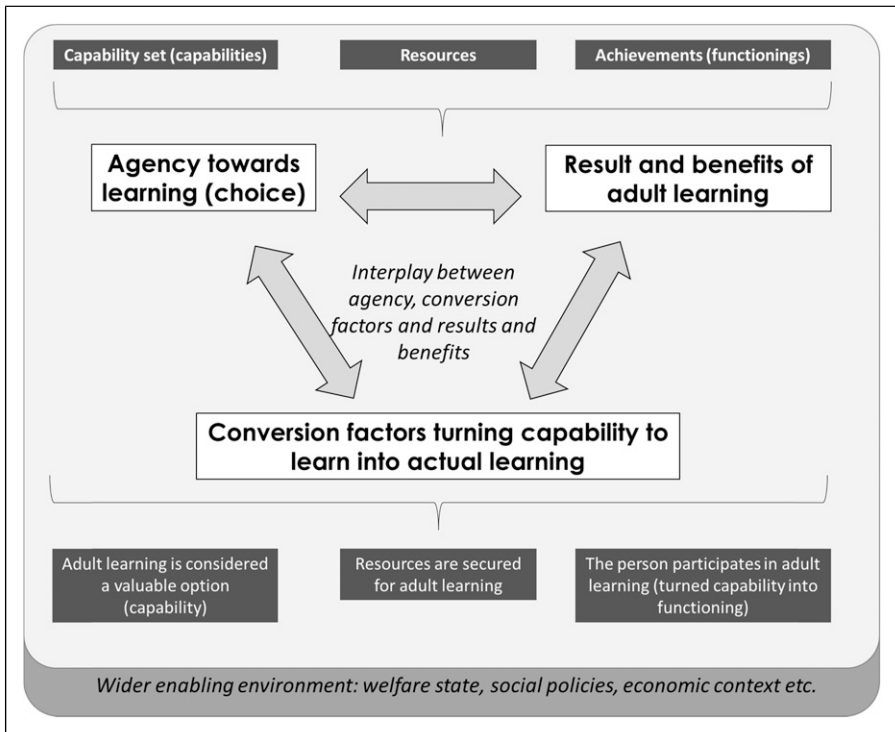 Capability set (capabilities)
Resources
Achievements (functionings)
Agency towards
learning (choice)
Result and benefits of
adult learning
Interplay between
agency, conversion
factors and results and
benefits
Conversion factors turning capability to
learn into actual learning
Adult learning is considered
a valuable option
(capability)
Resources are secured
for adult learning
The person participates in adult
learning (turned capability into
functioning)
Wider enabling environment: welfare state, social policies, economic context etc.